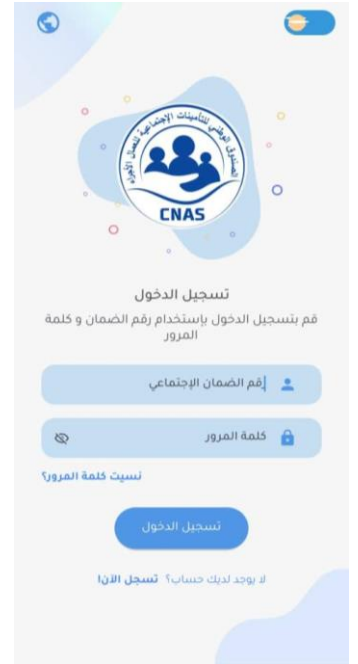 الصندوق الوطني للتأمينات الإجتماعية للعمال الأجراء
CNAS
تسجيل الدخول
قم بتسجيل الدخول بإستخدام رقم الضمان و كلمة
المرور
رقم الضمان الإجتماعي
كلمة المرور
نسيت كلمة المرور؟
تسجيل الدخول
لا يوجد لديك حساب؟ تسجل الآن!